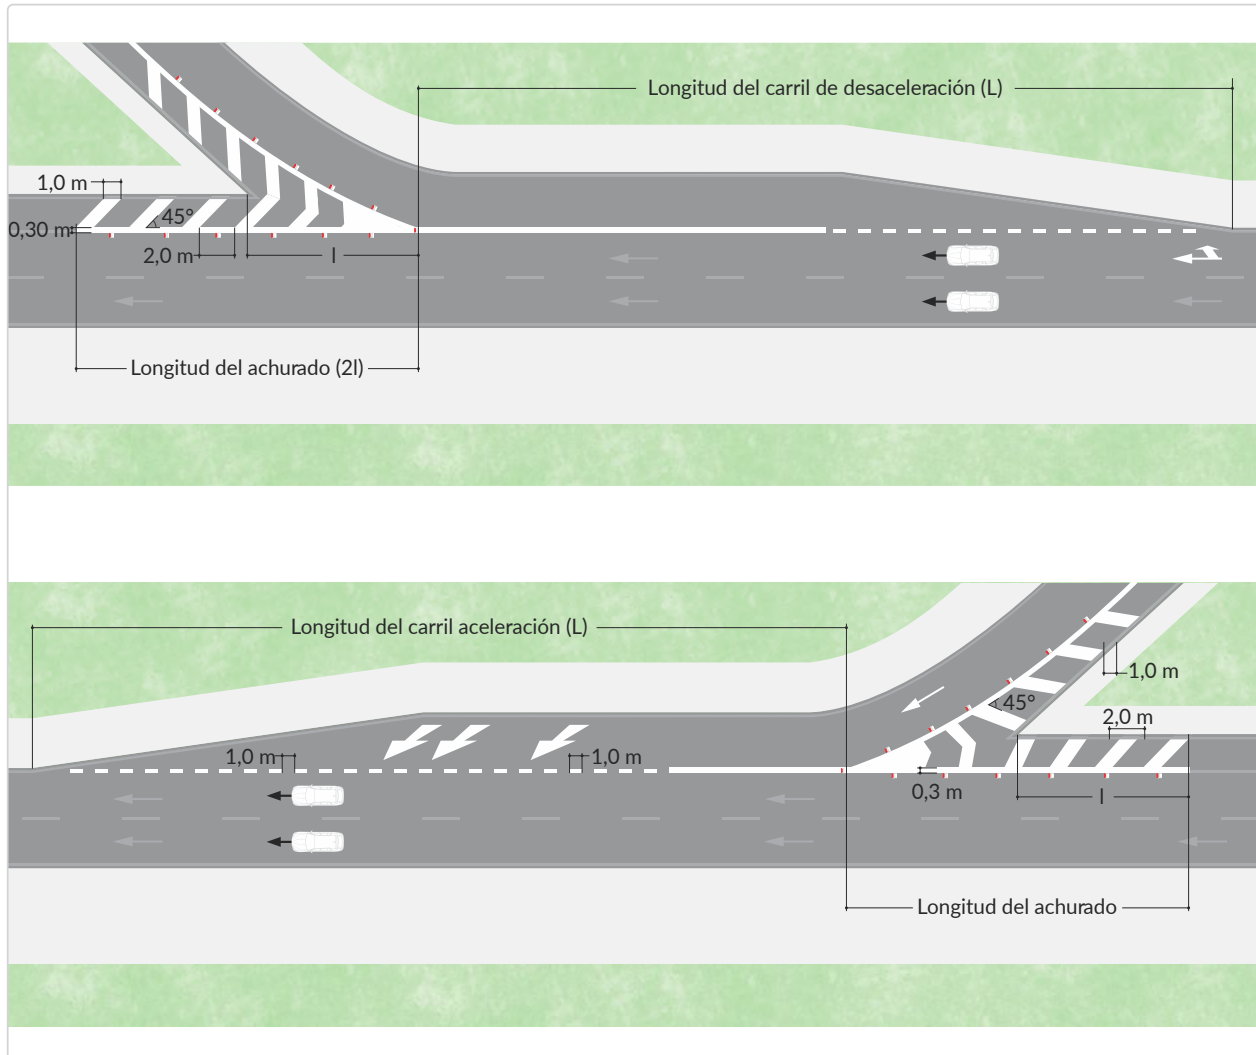 Longitud del carril de desaceleración (L)
1,0 m
45°
0,30 m
2,0 m
l
Longitud del achurado (2l)
Longitud del carril aceleración (L)
1,0 m
45°
2,0 m
1,0 m
1,0 m
0,3 m
l
Longitud del achurado